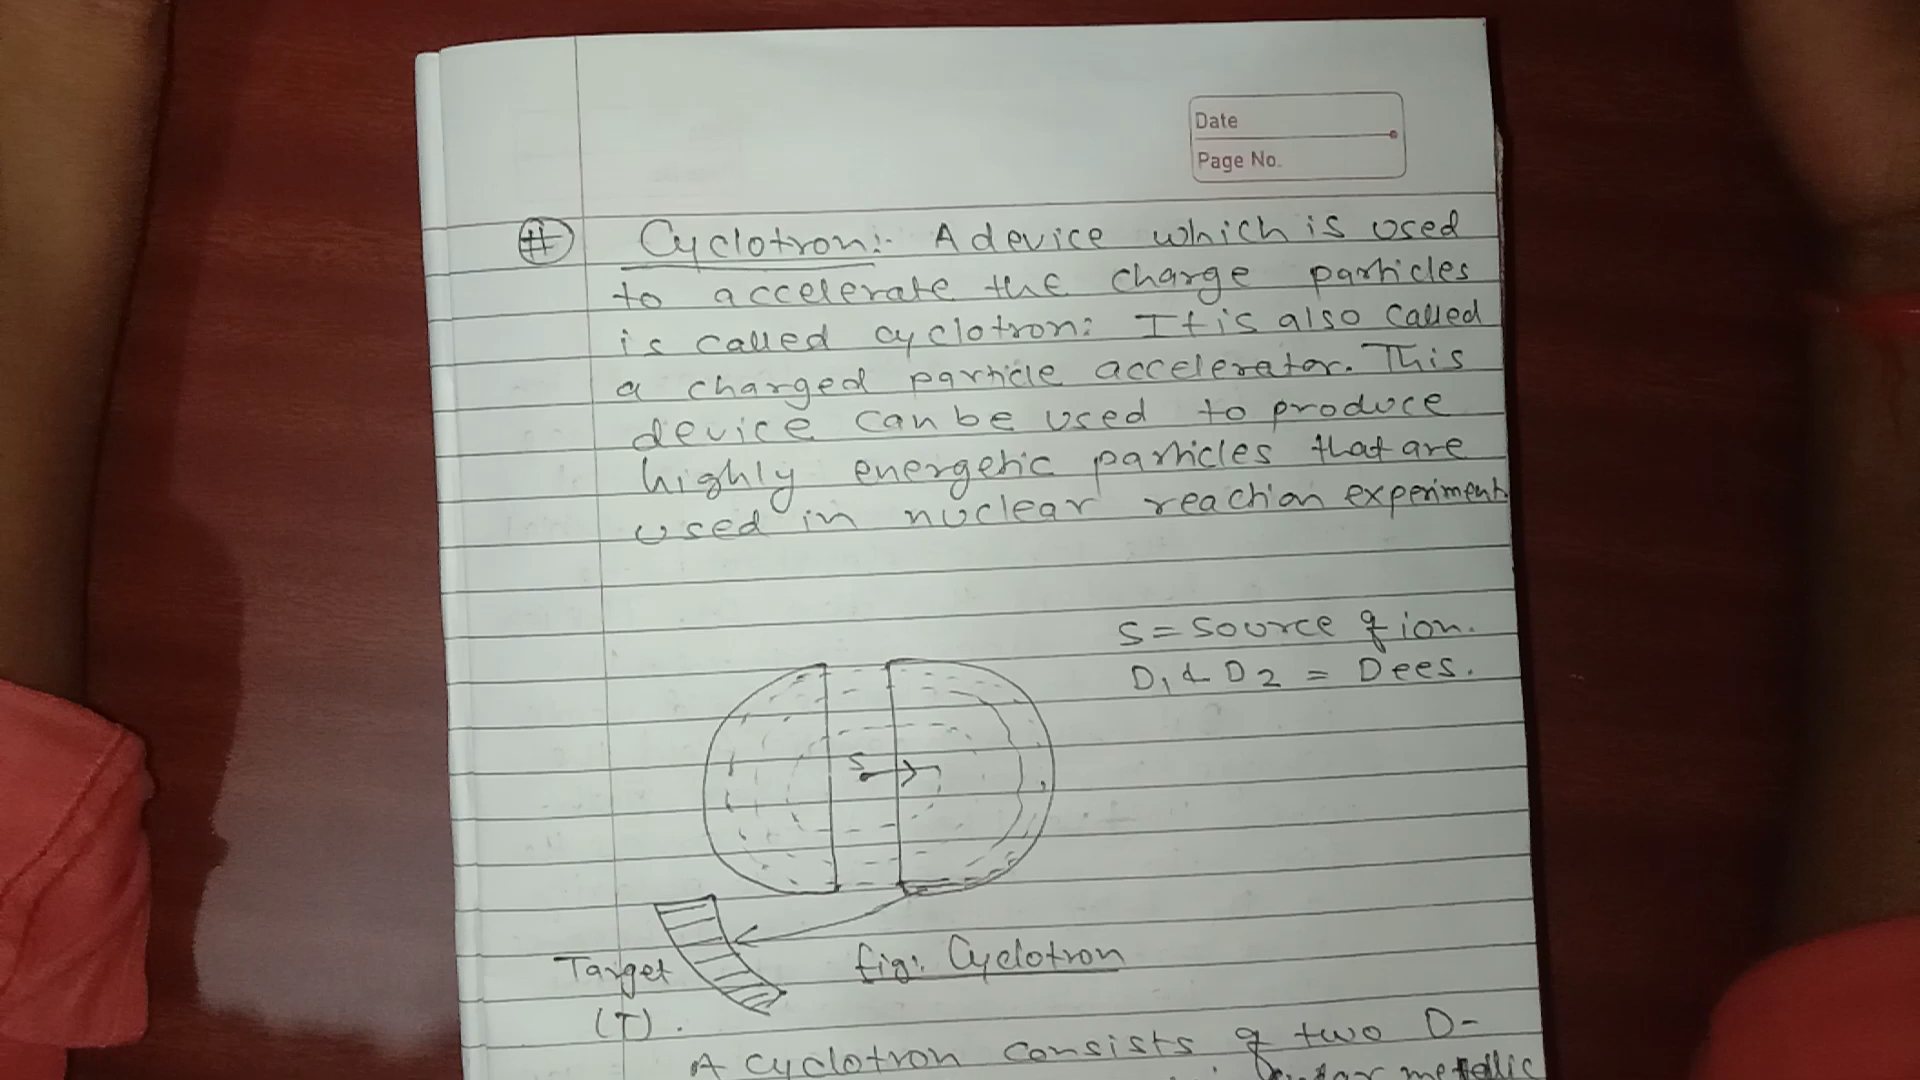 Date
Page No.
# Cyclotron:- A device which is used
to accelerate the charge particles
is called cyclotron: It is also called
a charged particle accelerator. This
device can be used to produce
highly energetic particles that are
used in nuclear reaction experiment
S = Source of ion.
D1 & D2 = Dees.
S
Target
(T).
fig: Cyclotron
A cyclotron consists of two D-
metallic